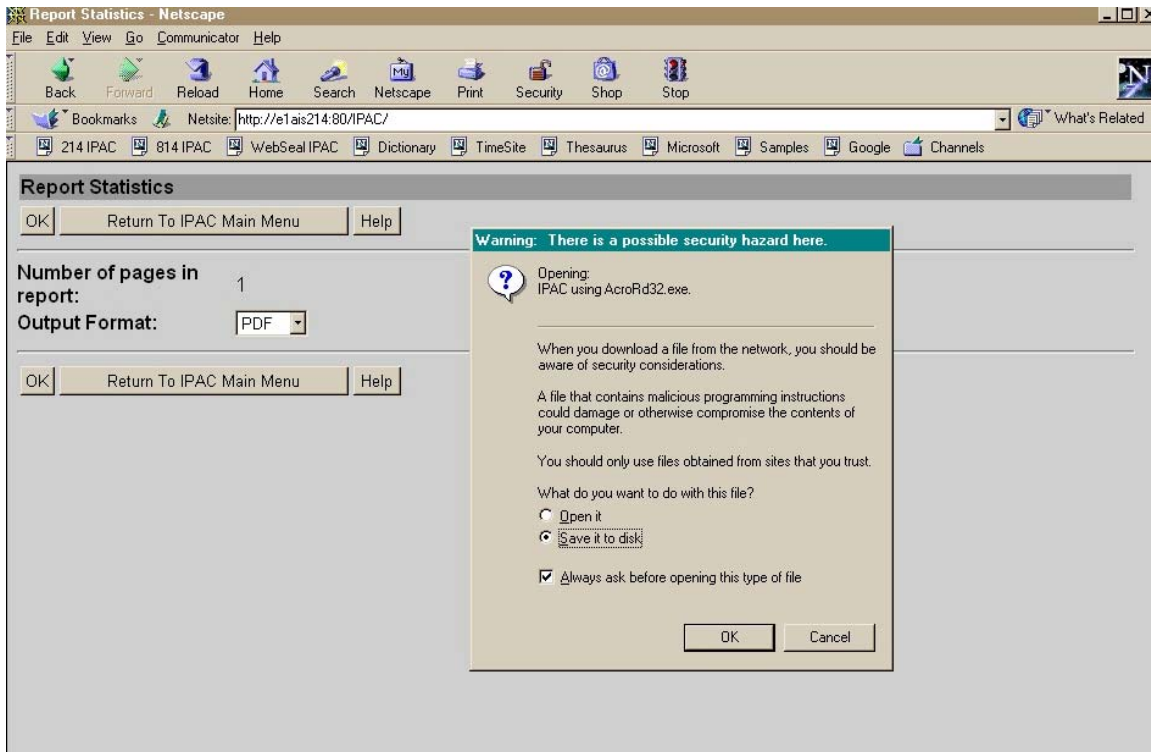 Report Statistics - Netscape
File Edit View Go Communicator Help
Back Forward Reload Home Search Netscape Print Security Shop Stop
My
N
Bookmarks Netsite: http://e1ais214:80/IPAC/ What's Related
214 IPAC 814 IPAC WebSeal IPAC Dictionary TimeSite Thesaurus Microsoft Samples Google Channels
Report Statistics
OK Return To IPAC Main Menu Help
Number of pages in
report: 1
Output Format: PDF
OK Return To IPAC Main Menu Help
Warning: There is a possible security hazard here.
Opening:
IPAC using AcroRd32.exe.
When you download a file from the network, you should be
aware of security considerations.
A file that contains malicious programming instructions
could damage or otherwise compromise the contents of
your computer.
You should only use files obtained from sites that you trust.
What do you want to do with this file?
Open it
Save it to disk
Always ask before opening this type of file
OK Cancel